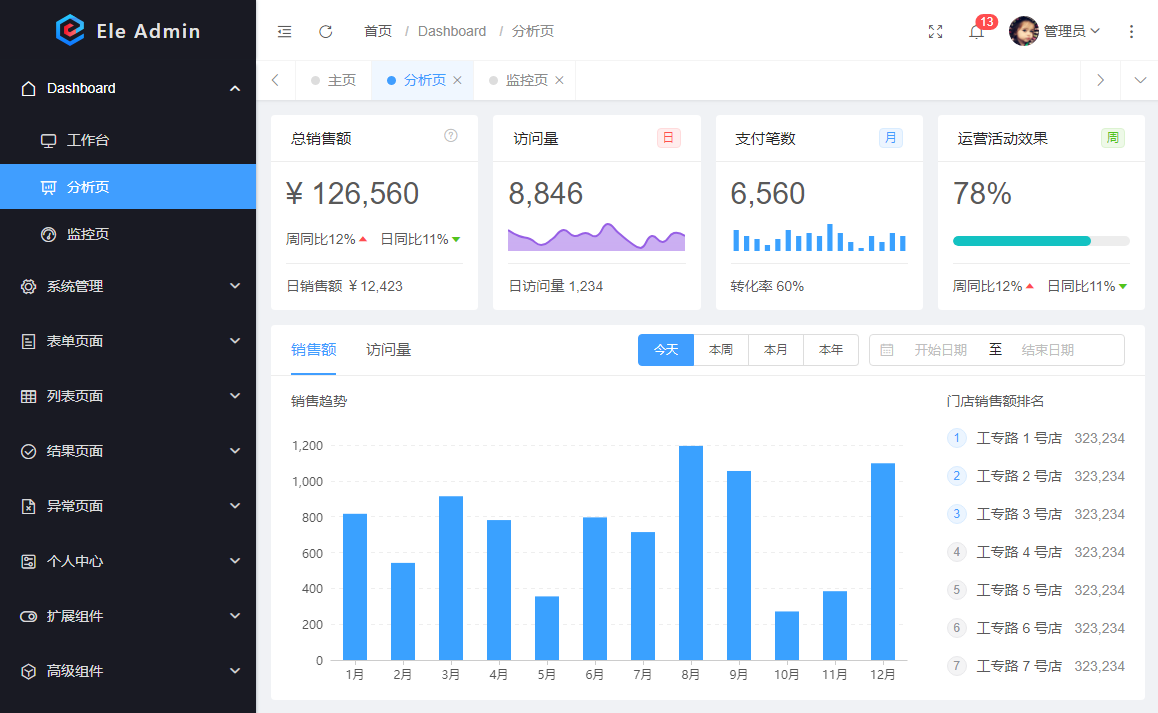 Ele Admin
Dashboard
工作台
分析页
监控页
系统管理
表单页面
列表页面
结果页面
异常页面
个人中心
扩展组件
高级组件
首页 / Dashboard / 分析页
13
管理员
主页
分析页
监控页
总销售额
¥ 126,560
周同比12% 日同比11%
日销售额 ¥ 12,423
访问量 日
8,846
日访问量 1,234
支付笔数 月
6,560
转化率 60%
运营活动效果 周
78%
周同比12% 日同比11%
销售额 访问量
今天 本周 本月 本年
开始日期 至 结束日期
销售趋势
1,200
1,000
800
600
400
200
0
1月 2月 3月 4月 5月 6月 7月 8月 9月 10月 11月 12月
门店销售额排名
1 工专路 1 号店 323,234
2 工专路 2 号店 323,234
3 工专路 3 号店 323,234
4 工专路 4 号店 323,234
5 工专路 5 号店 323,234
6 工专路 6 号店 323,234
7 工专路 7 号店 323,234